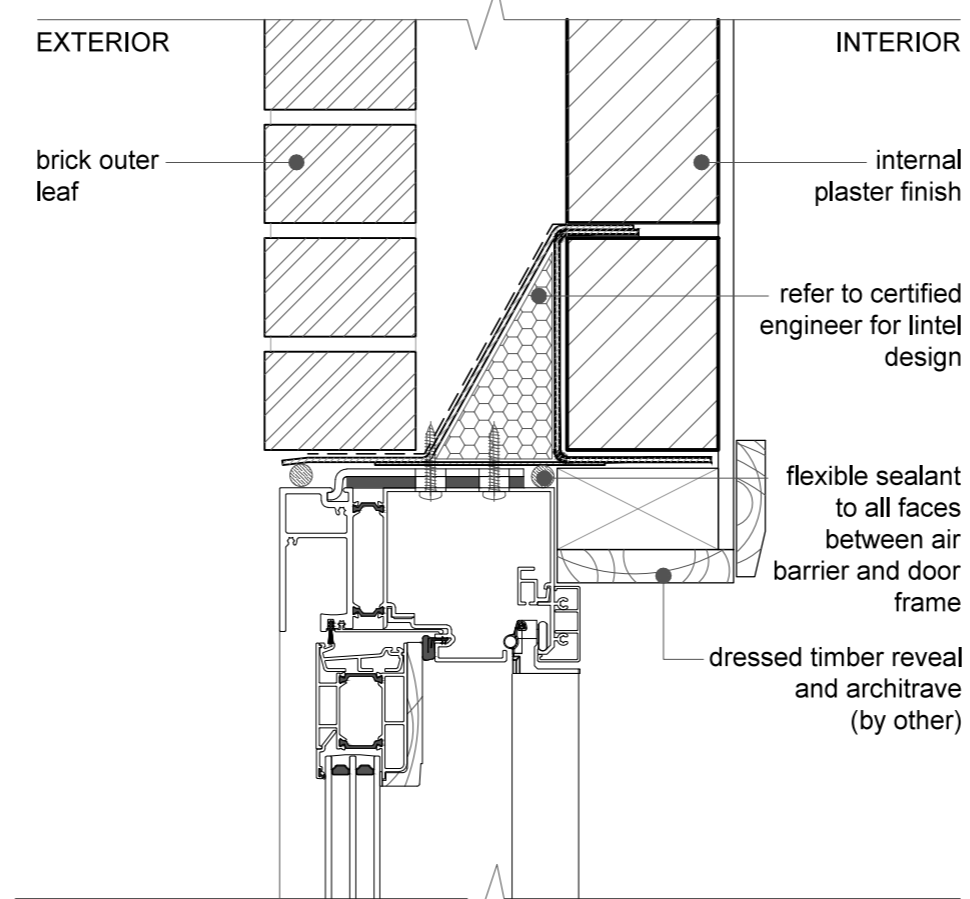 EXTERIOR
INTERIOR
brick outer
leaf
internal
plaster finish
refer to certified
engineer for lintel
design
flexible sealant
to all faces
between air
barrier and door
frame
dressed timber reveal
and architrave
(by other)